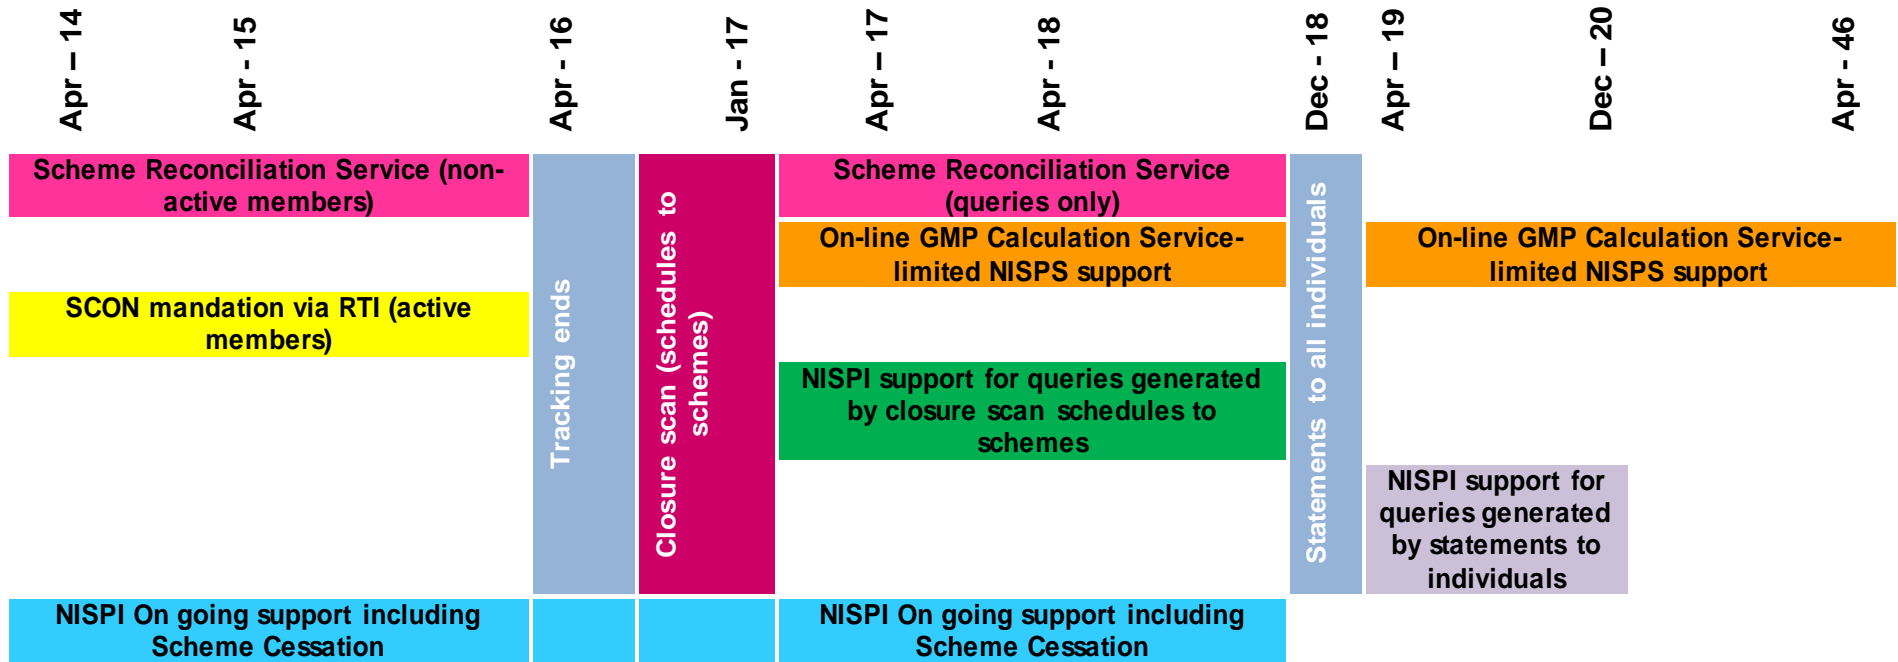 Apr – 14
Apr - 15
Apr - 16
Jan - 17
Apr – 17
Apr - 18
Dec - 18
Apr – 19
Dec – 20
Apr - 46
Scheme Reconciliation Service (non-
active members)
SCON mandation via RTI (active
members)
Tracking ends
Closure scan (schedules to
schemes)
Scheme Reconciliation Service
(queries only)
On-line GMP Calculation Service-
limited NISPS support
NISPI support for queries generated
by closure scan schedules to
schemes
Statements to all individuals
On-line GMP Calculation Service-
limited NISPS support
NISPI support for
queries generated
by statements to
individuals
NISPI On going support including
Scheme Cessation
NISPI On going support including
Scheme Cessation